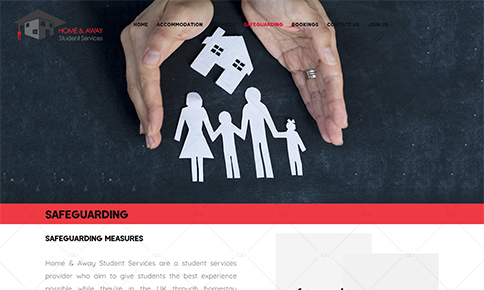 HOME & AWAY
Student Services
HOME ACCOMMODATION SAFEGUARDING BOOKINGS CONTACT US JOIN US
SAFEGUARDING
SAFEGUARDING MEASURES
Home & Away Student Services are a student services
provider who aim to give students the best experience
possible while they're in the UK through homestay